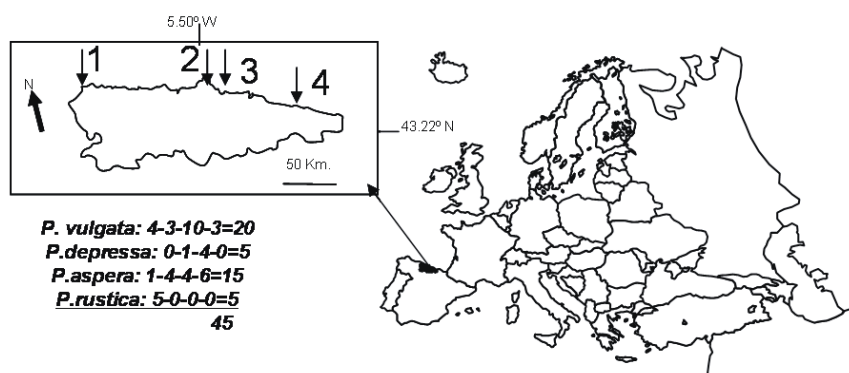 5.50º W
1
2
3
4
N
43.22º N
50 Km.
P. vulgata: 4-3-10-3=20
P.depressa: 0-1-4-0=5
P.aspera: 1-4-4-6=15
P.rustica: 5-0-0-0=5
45